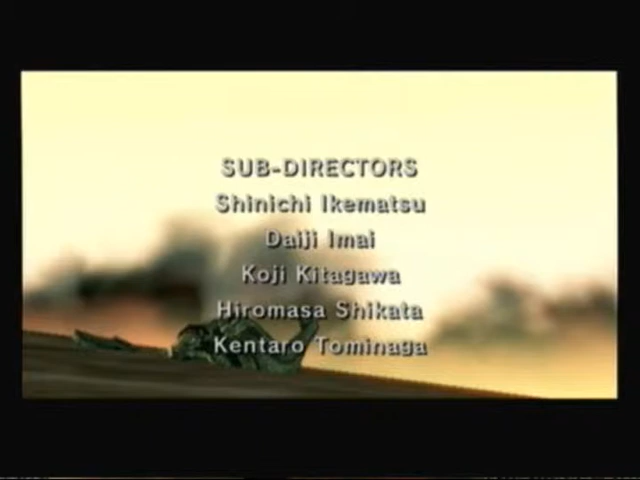 SUB-DIRECTORS
Shinichi Ikematsu
Daiji Imai
Koji Kitagawa
Hiromasa Shikata
Kentaro Tominaga